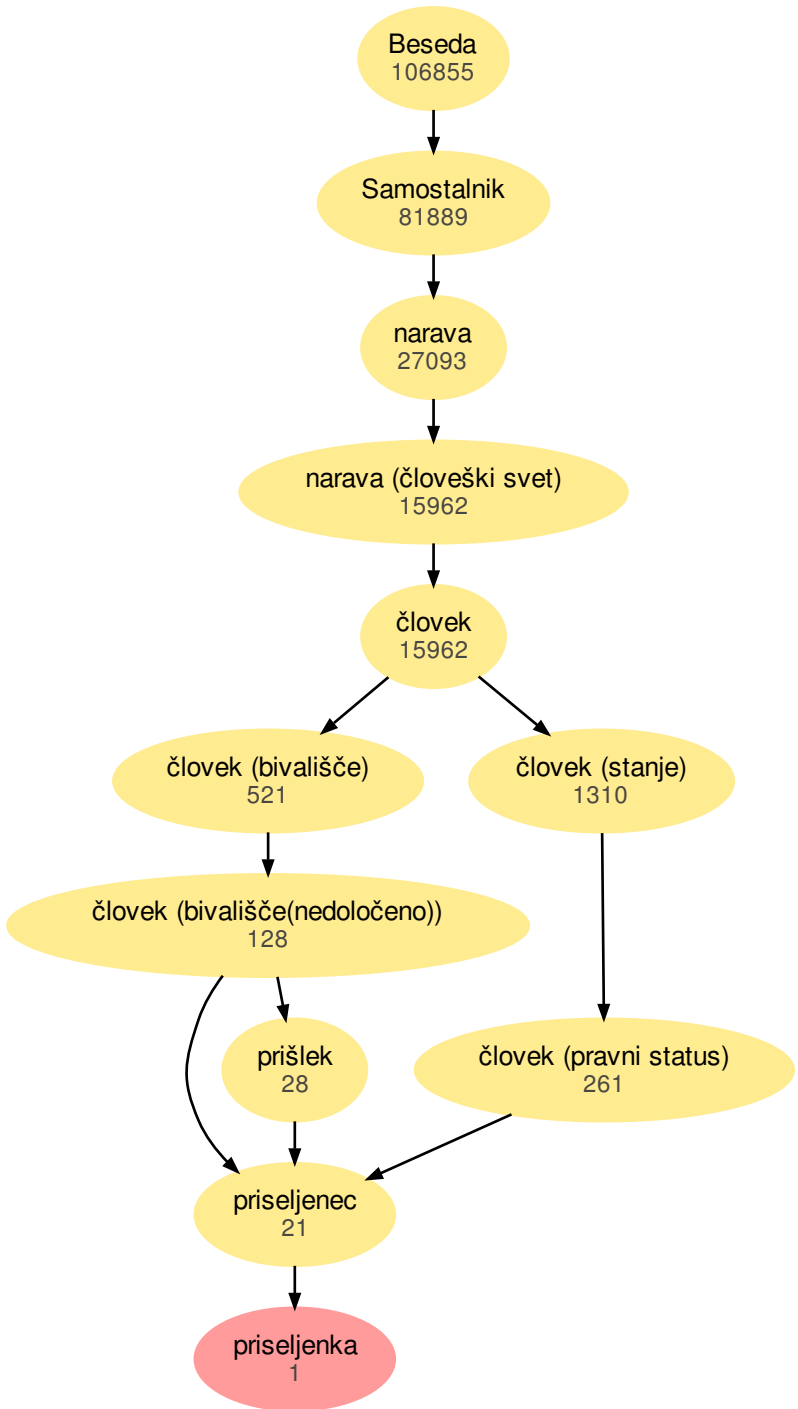 Beseda
106855
Samostalnik
81889
narava
27093
narava (človeški svet)
15962
človek
15962
človek (bivališče)
521
človek (stanje)
1310
človek (bivališče(nedoločeno))
128
prišlek
28
človek (pravni status)
261
priseljenec
21
priseljenka
1